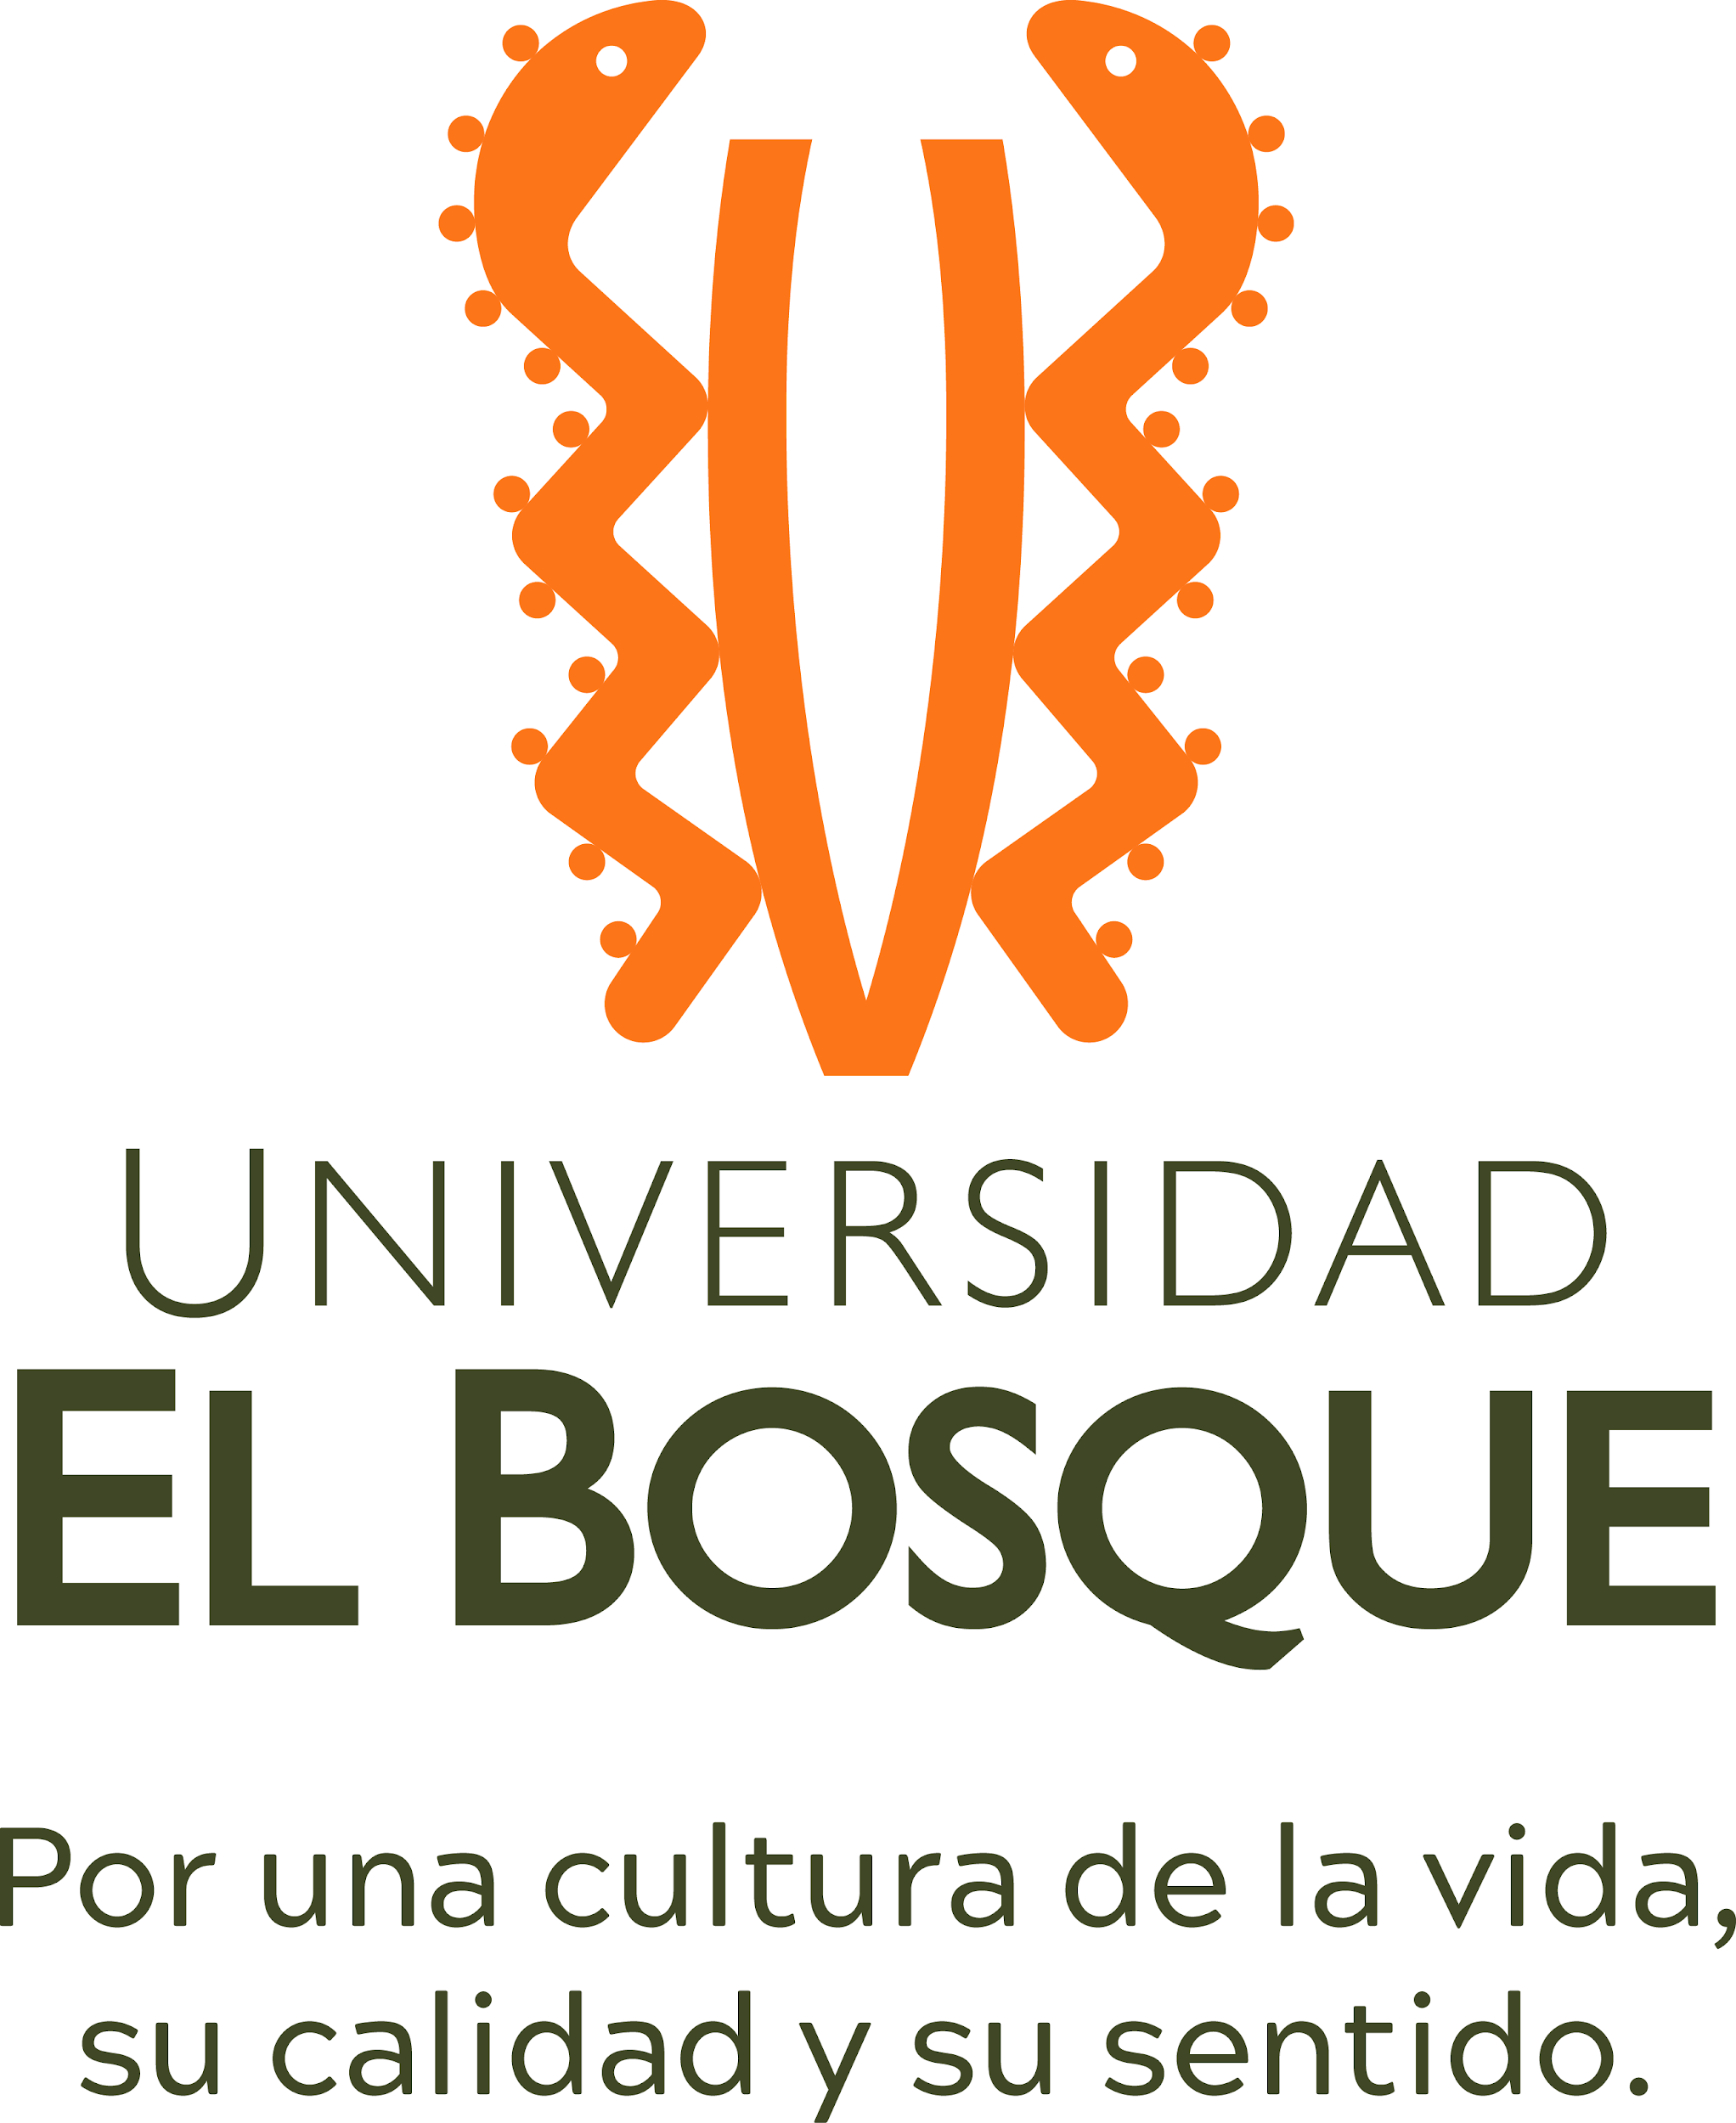 UNIVERSIDAD
EL BOSQUE
Por una cultura de la vida,
su calidad y su sentido.